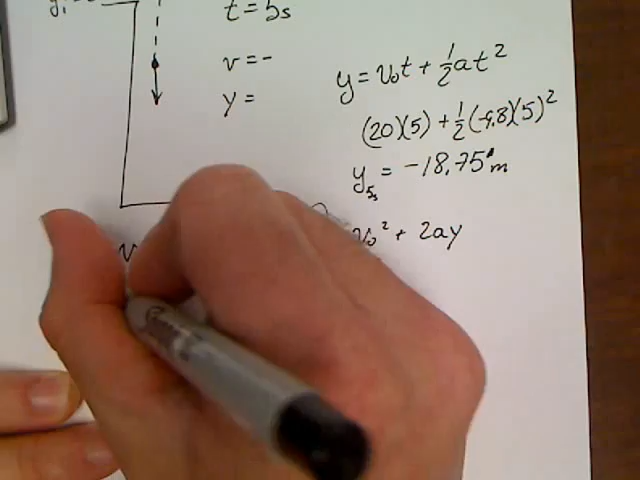 t = 5s
v = -
y =
y = v₀t + ½at²
(20)(5) + ½(-9.8)(5)²
y₅ₛ = -18.75 m
v₀² + 2ay
v